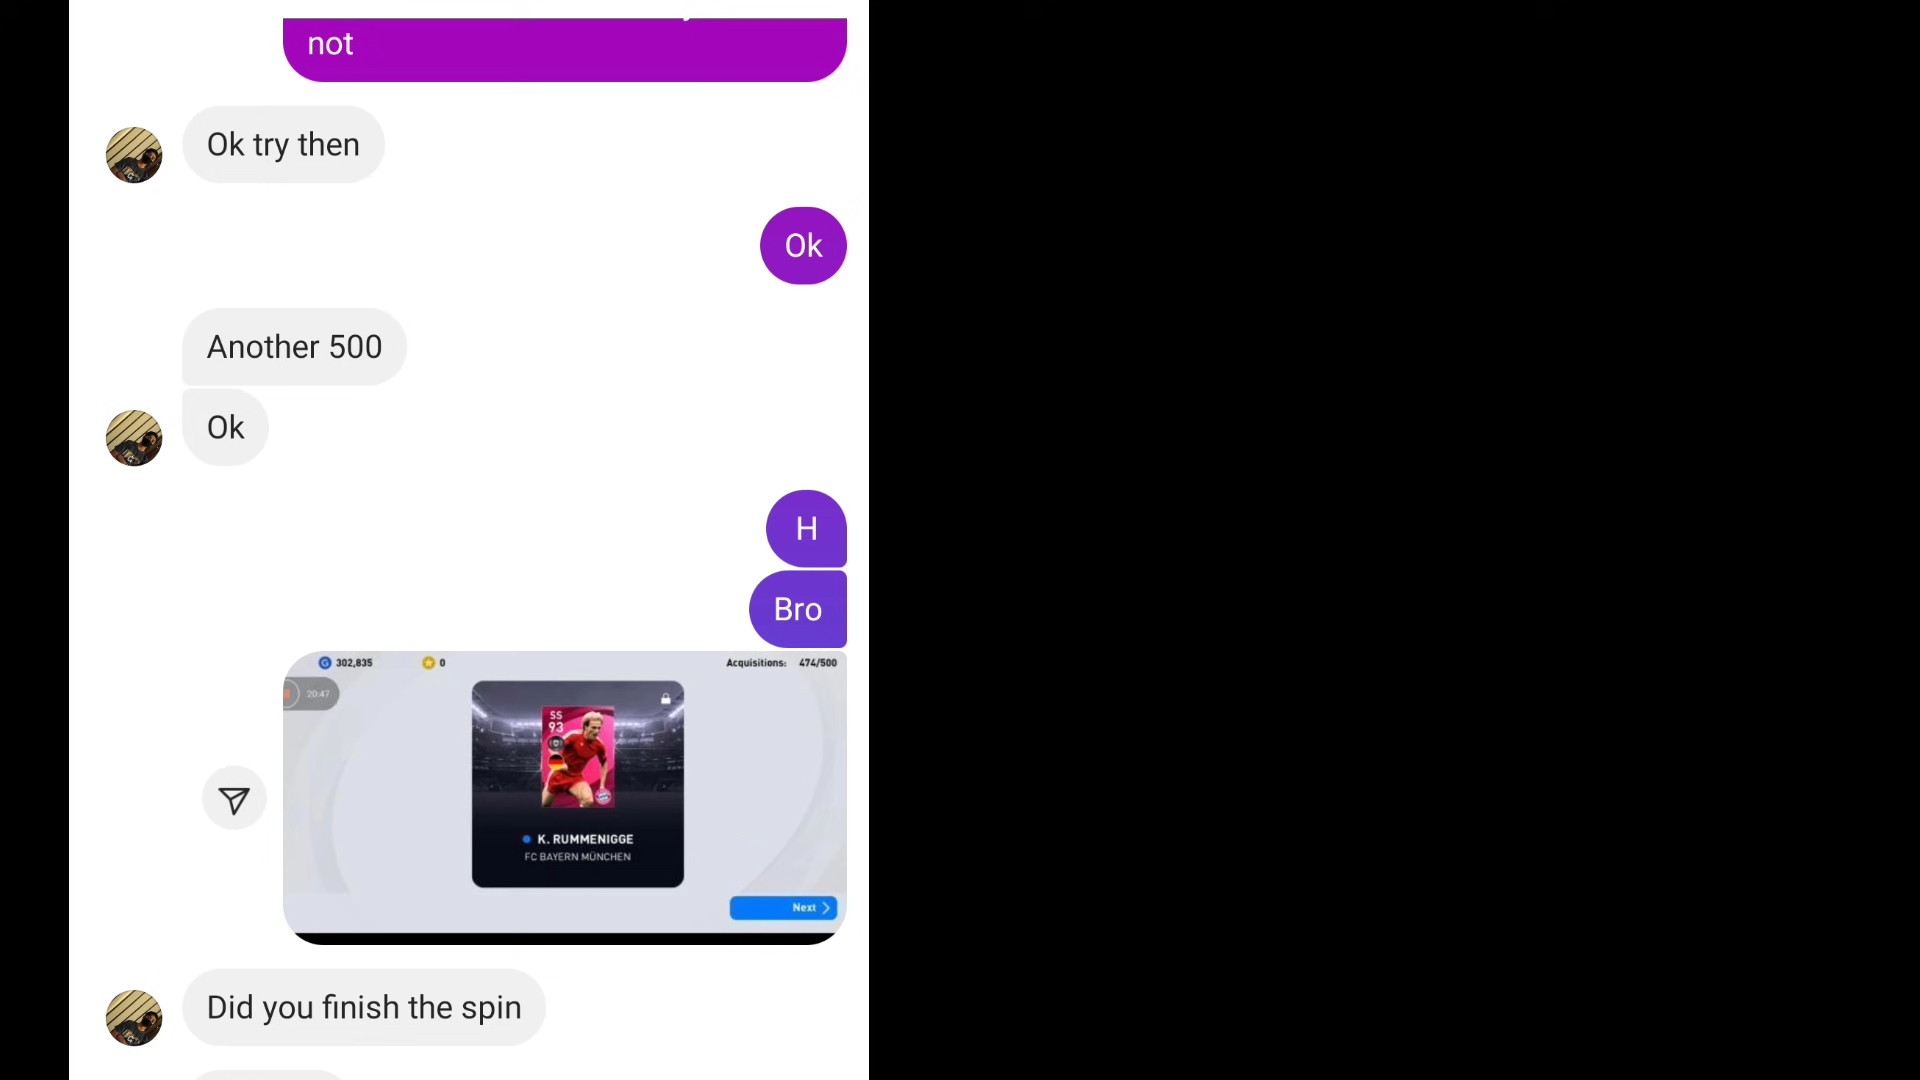 not
Ok try then
Ok
Another 500
Ok
H
Bro
302,835 0 Acquisitions: 474/500
20:47
SS
93
K. RUMMENIGGE
FC BAYERN MÜNCHEN
Next
Did you finish the spin